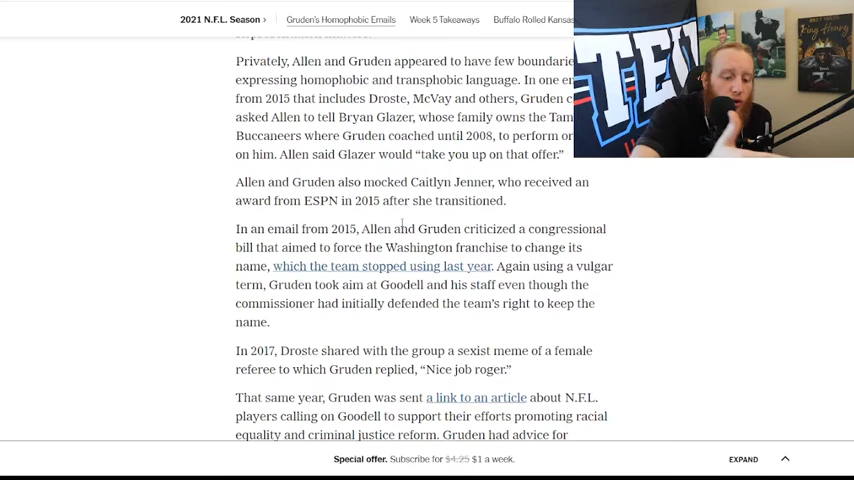 2021 N.F.L. Season › Gruden's Homophobic Emails Week 5 Takeaways Buffalo Rolled Kansas
Privately, Allen and Gruden appeared to have few boundarie
expressing homophobic and transphobic language. In one em
from 2015 that includes Droste, McVay and others, Gruden c
asked Allen to tell Bryan Glazer, whose family owns the Tam
Buccaneers where Gruden coached until 2008, to perform or
on him. Allen said Glazer would “take you up on that offer.”
Allen and Gruden also mocked Caitlyn Jenner, who received an
award from ESPN in 2015 after she transitioned.
In an email from 2015, Allen and Gruden criticized a congressional
bill that aimed to force the Washington franchise to change its
name, which the team stopped using last year. Again using a vulgar
term, Gruden took aim at Goodell and his staff even though the
commissioner had initially defended the team’s right to keep the
name.
In 2017, Droste shared with the group a sexist meme of a female
referee to which Gruden replied, “Nice job roger.”
That same year, Gruden was sent a link to an article about N.F.L.
players calling on Goodell to support their efforts promoting racial
equality and criminal justice reform. Gruden had advice for
Special offer. Subscribe for $4.25 $1 a week.
EXPAND
TEN
King Henry